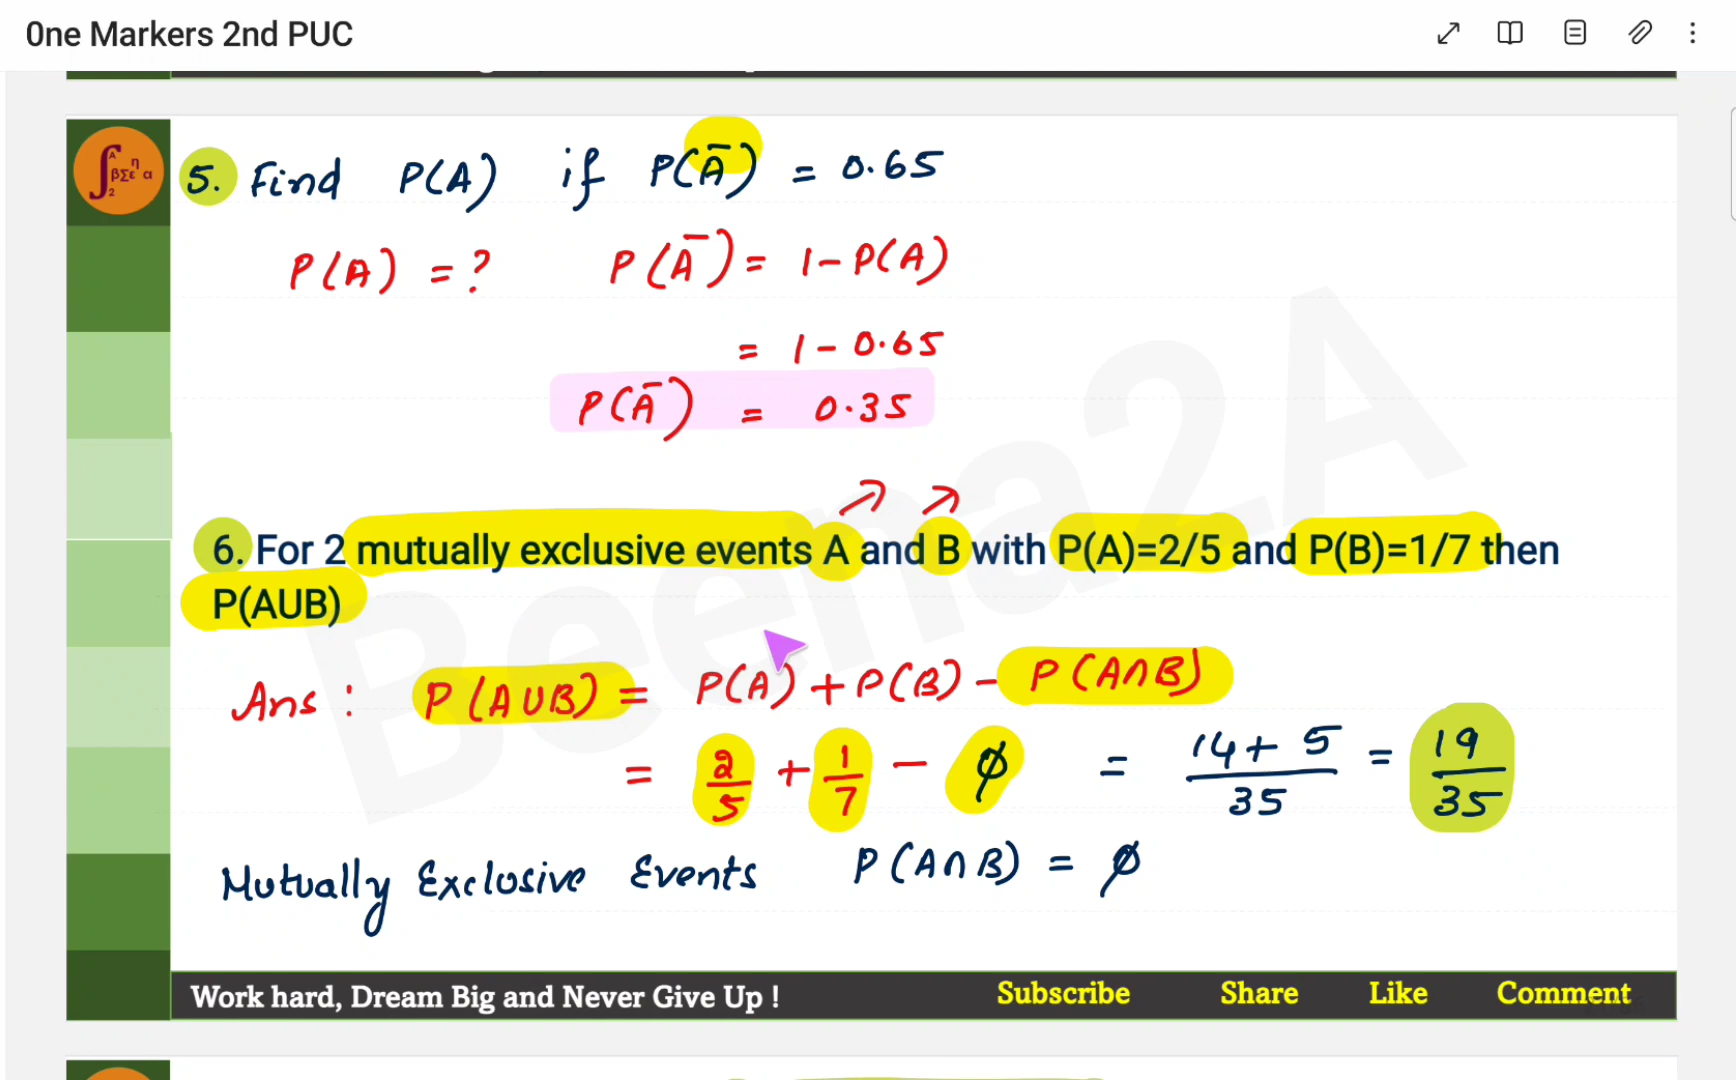 One Markers 2nd PUC
5. Find P(A) if P(Ā) = 0.65
P(A) = ? P(Ā) = 1 - P(A)
= 1 - 0.65
P(Ā) = 0.35
6. For 2 mutually exclusive events A and B with P(A)=2/5 and P(B)=1/7 then
P(AUB)
Ans : P(A∪B) = P(A) + P(B) - P(A∩B)
= 2/5 + 1/7 - ϕ = 14 + 5/35 = 19/35
Mutually Exclusive Events P(A∩B) = ϕ
Beena2A
Work hard, Dream Big and Never Give Up ! Subscribe Share Like Comment